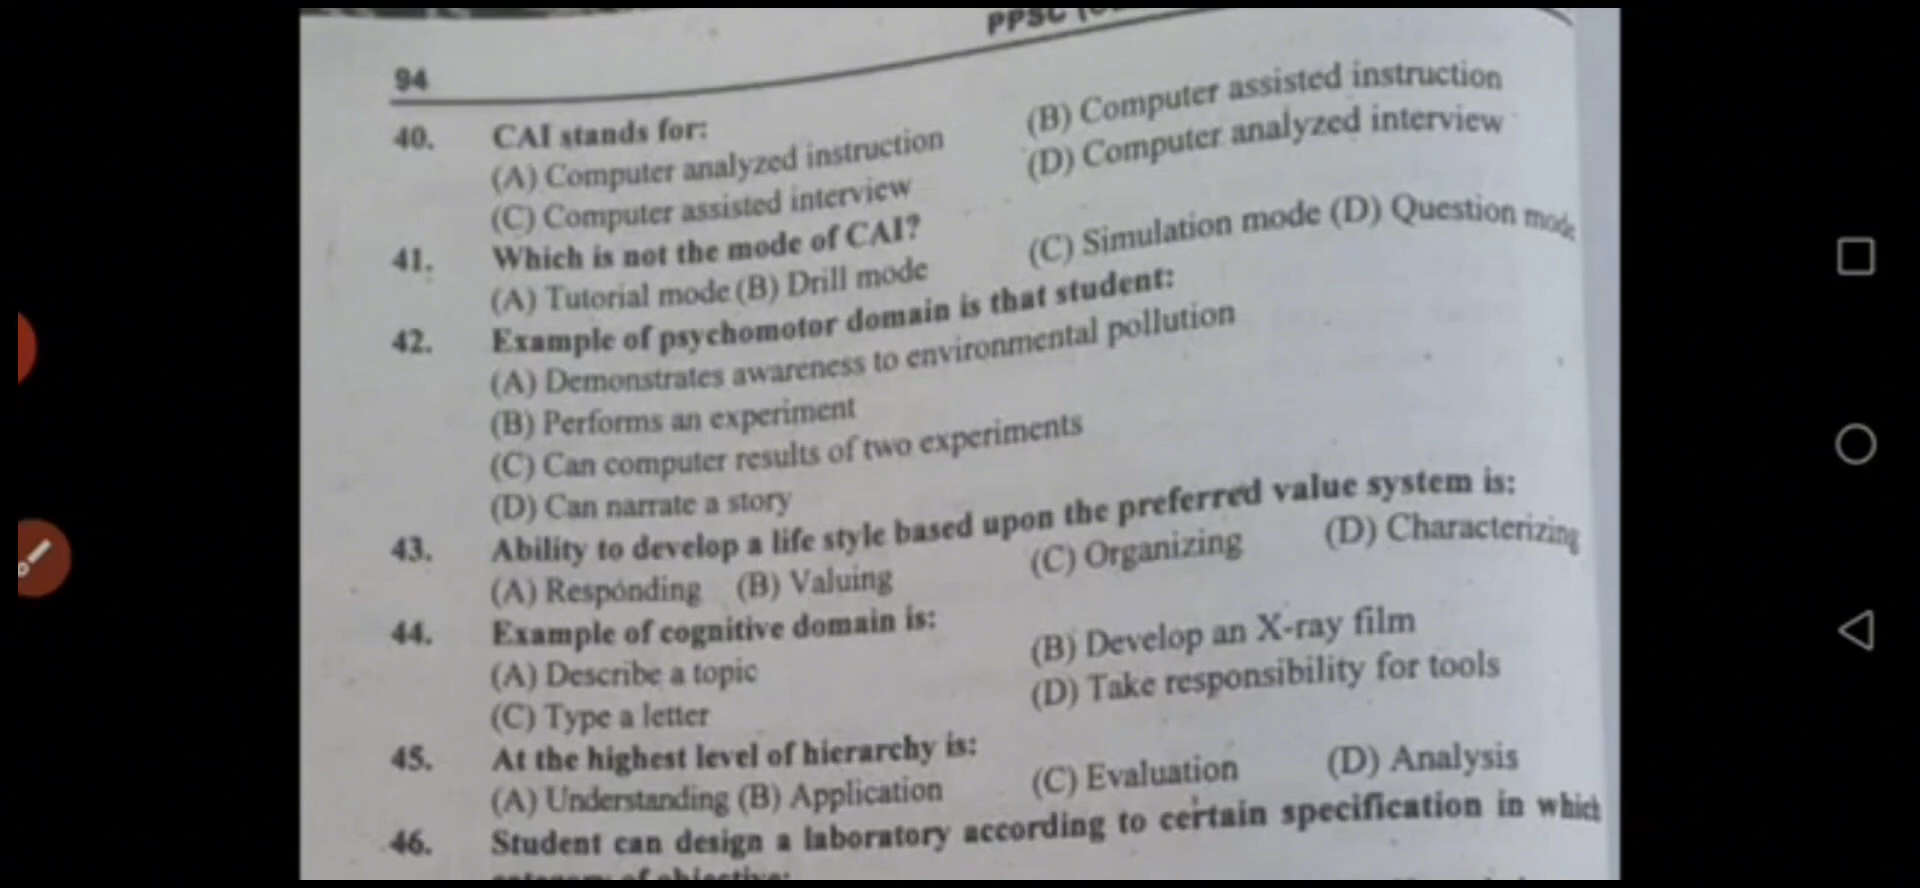 94
40. CAI stands for:
(A) Computer analyzed instruction (B) Computer assisted instruction
(C) Computer assisted interview (D) Computer analyzed interview
41. Which is not the mode of CAI?
(A) Tutorial mode (B) Drill mode (C) Simulation mode (D) Question mode
42. Example of psychomotor domain is that student:
(A) Demonstrates awareness to environmental pollution
(B) Performs an experiment
(C) Can computer results of two experiments
(D) Can narrate a story
43. Ability to develop a life style based upon the preferred value system is:
(A) Responding (B) Valuing (C) Organizing (D) Characterizing
44. Example of cognitive domain is:
(A) Describe a topic (B) Develop an X-ray film
(C) Type a letter (D) Take responsibility for tools
45. At the highest level of hierarchy is:
(A) Understanding (B) Application (C) Evaluation (D) Analysis
46. Student can design a laboratory according to certain specification in which